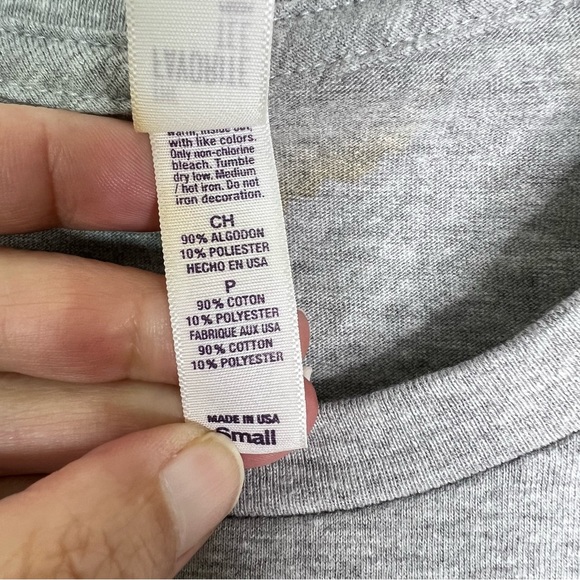 FAVORITE
warm, inside out,
with like colors.
Only non-chlorine
bleach. Tumble
dry low. Medium
/ hot iron. Do not
iron decoration.
CH
90% ALGODON
10% POLIESTER
HECHO EN USA
P
90% COTON
10% POLYESTER
FABRIQUE AUX USA
90% COTTON
10% POLYESTER
MADE IN USA
Small